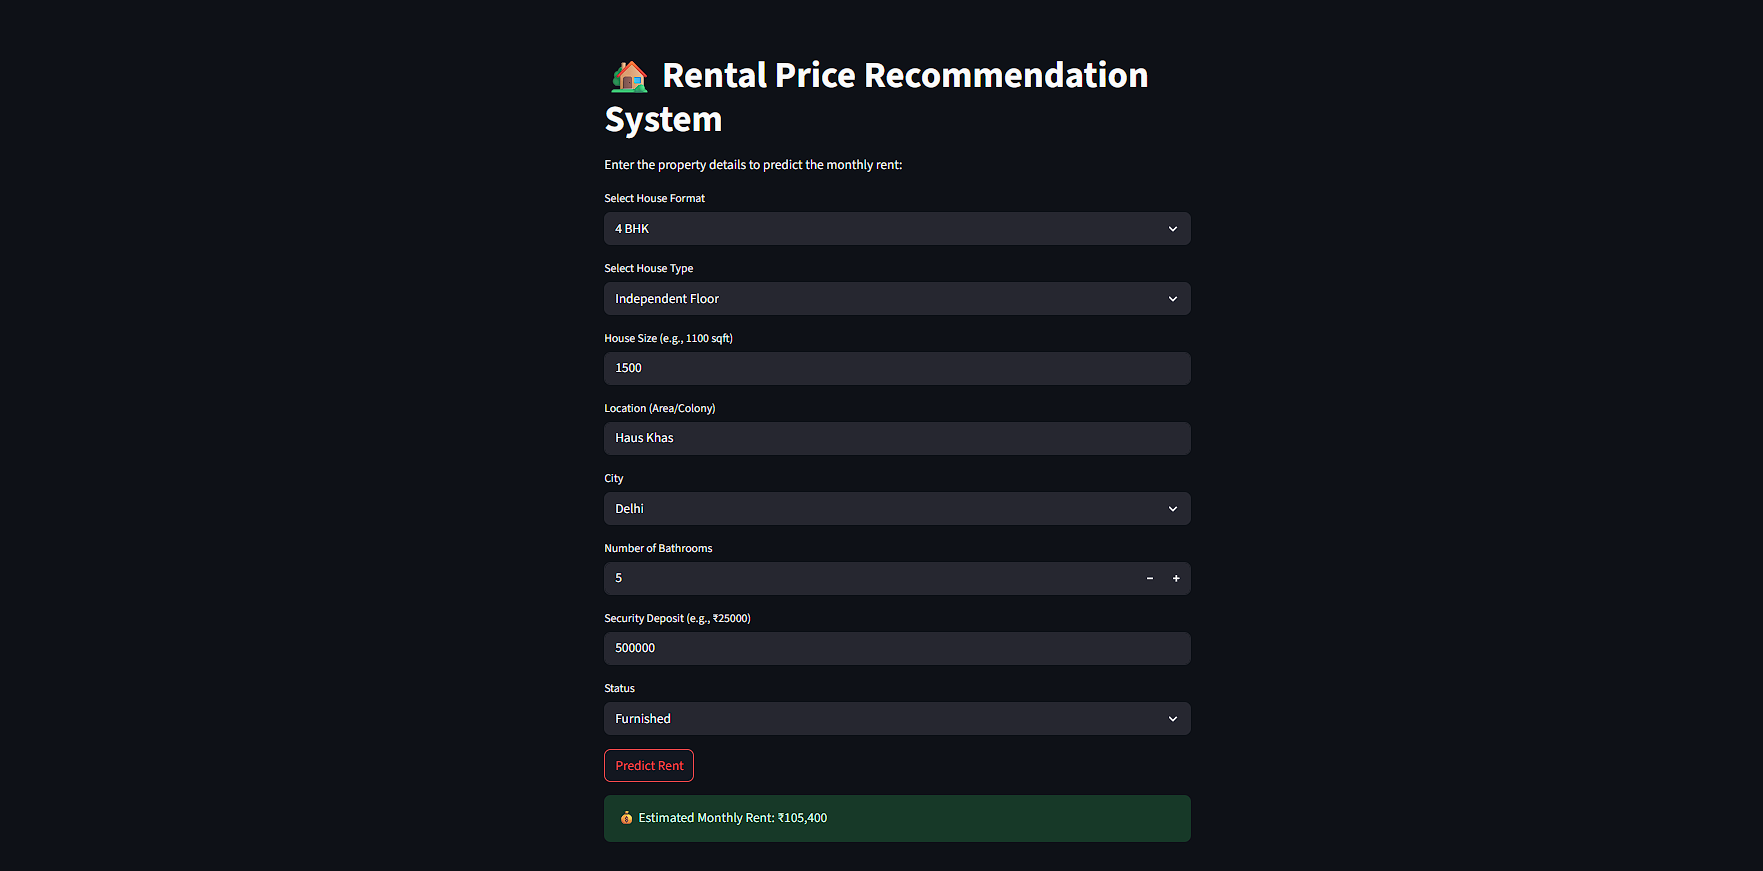 Rental Price Recommendation
System
Enter the property details to predict the monthly rent:
Select House Format
4 BHK
Select House Type
Independent Floor
House Size (e.g., 1100 sqft)
1500
Location (Area/Colony)
Haus Khas
City
Delhi
Number of Bathrooms
5
Security Deposit (e.g., ₹25000)
500000
Status
Furnished
Predict Rent
Estimated Monthly Rent: ₹105,400